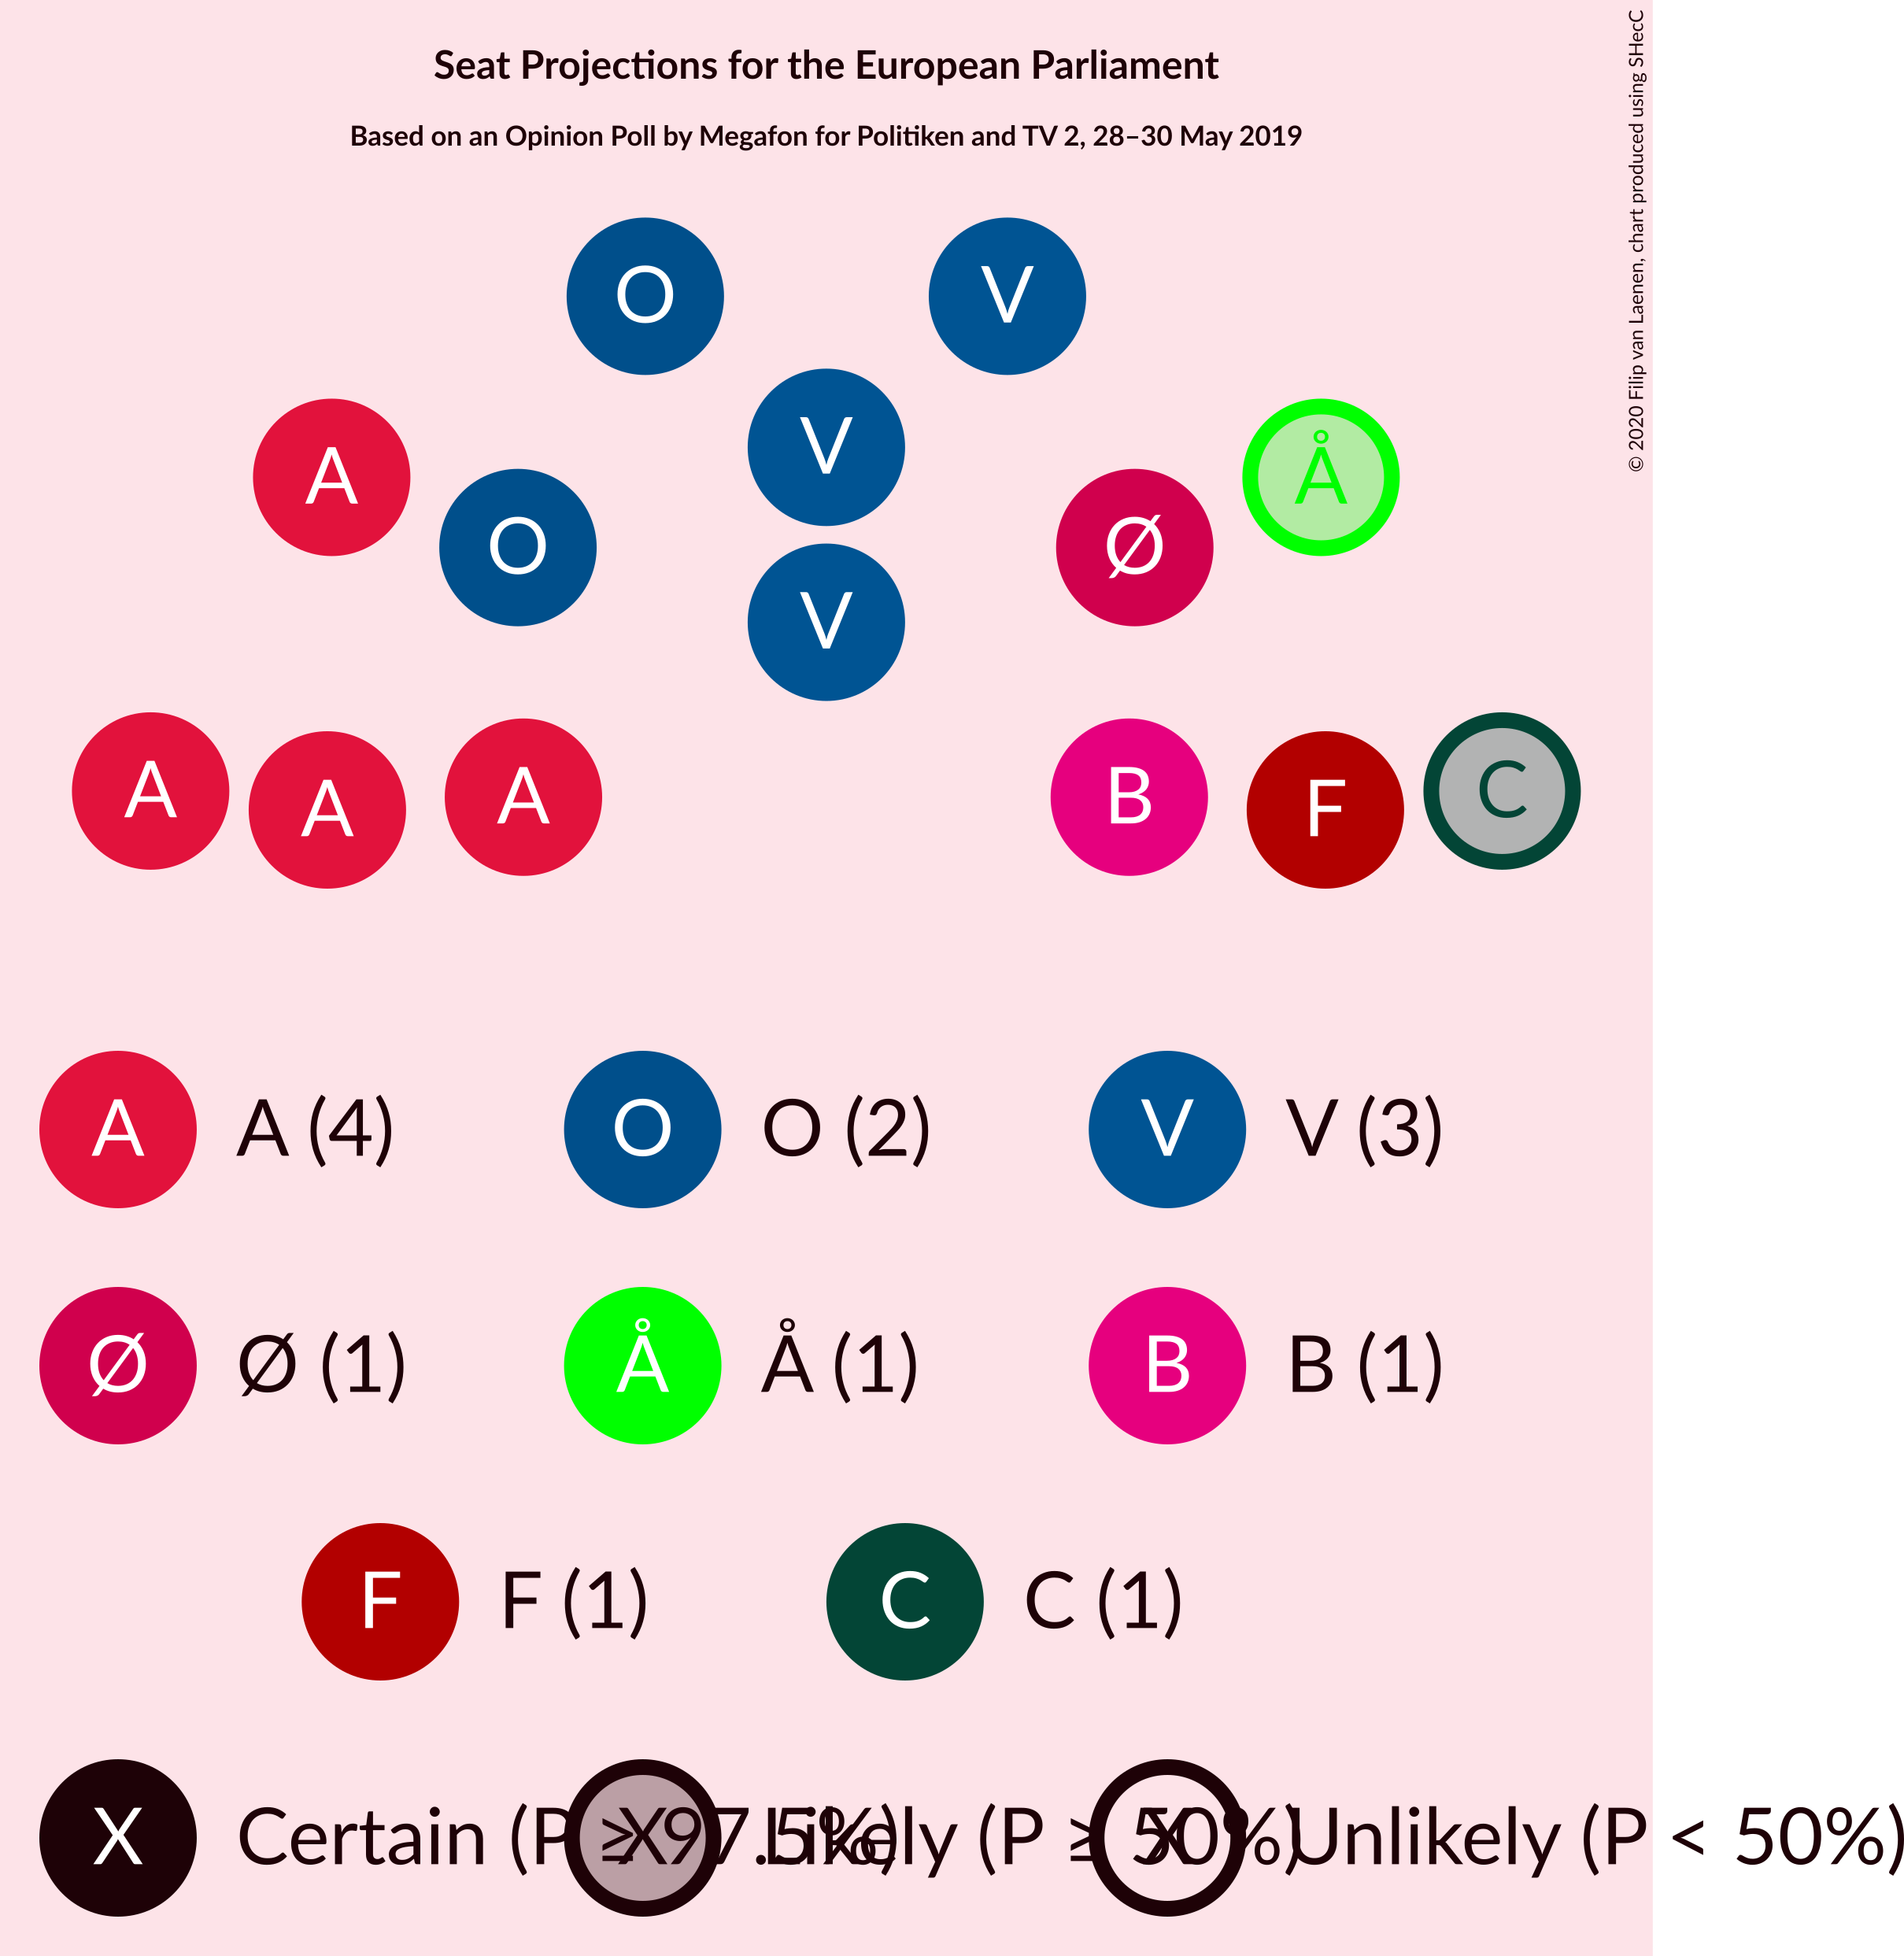 Seat Projections for the European Parliament
Based on an Opinion Poll by Megafon for Politiken and TV 2, 28–30 May 2019
© 2020 Filip van Laenen, chart produced using SHecC
O V
V
A Å
O Ø
V
A C
A B
A F
A A (4) O O (2) V V (3)
Ø Ø (1) Å Å (1) B B (1)
F F (1) C C (1)
X Certain (P ≥ 97.5%) X Likely (P ≥ 50%) X Unlikely (P < 50%)